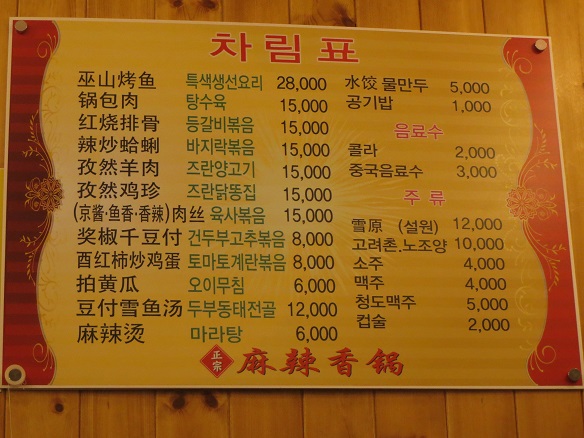 차림표
巫山烤鱼 특색생선요리 28,000
锅包肉 탕수육 15,000
红烧排骨 등갈비볶음 15,000
辣炒蛤蜊 바지락볶음 15,000
孜然羊肉 즈란양고기 15,000
孜然鸡珍 즈란닭똥집 15,000
(京酱·鱼香·香辣)肉丝 육사볶음 15,000
奖椒千豆付 건두부고추볶음 8,000
酉红柿炒鸡蛋 토마토계란볶음 8,000
拍黄瓜 오이무침 6,000
豆付雪鱼汤 두부동태전골 12,000
麻辣烫 마라탕 6,000
水饺 물만두 5,000
공기밥 1,000
음료수
콜라 2,000
중국음료수 3,000
주류
雪原 (설원) 12,000
고려촌.노조양 10,000
소주 4,000
맥주 4,000
청도맥주 5,000
컵술 2,000
正宗 麻辣香锅